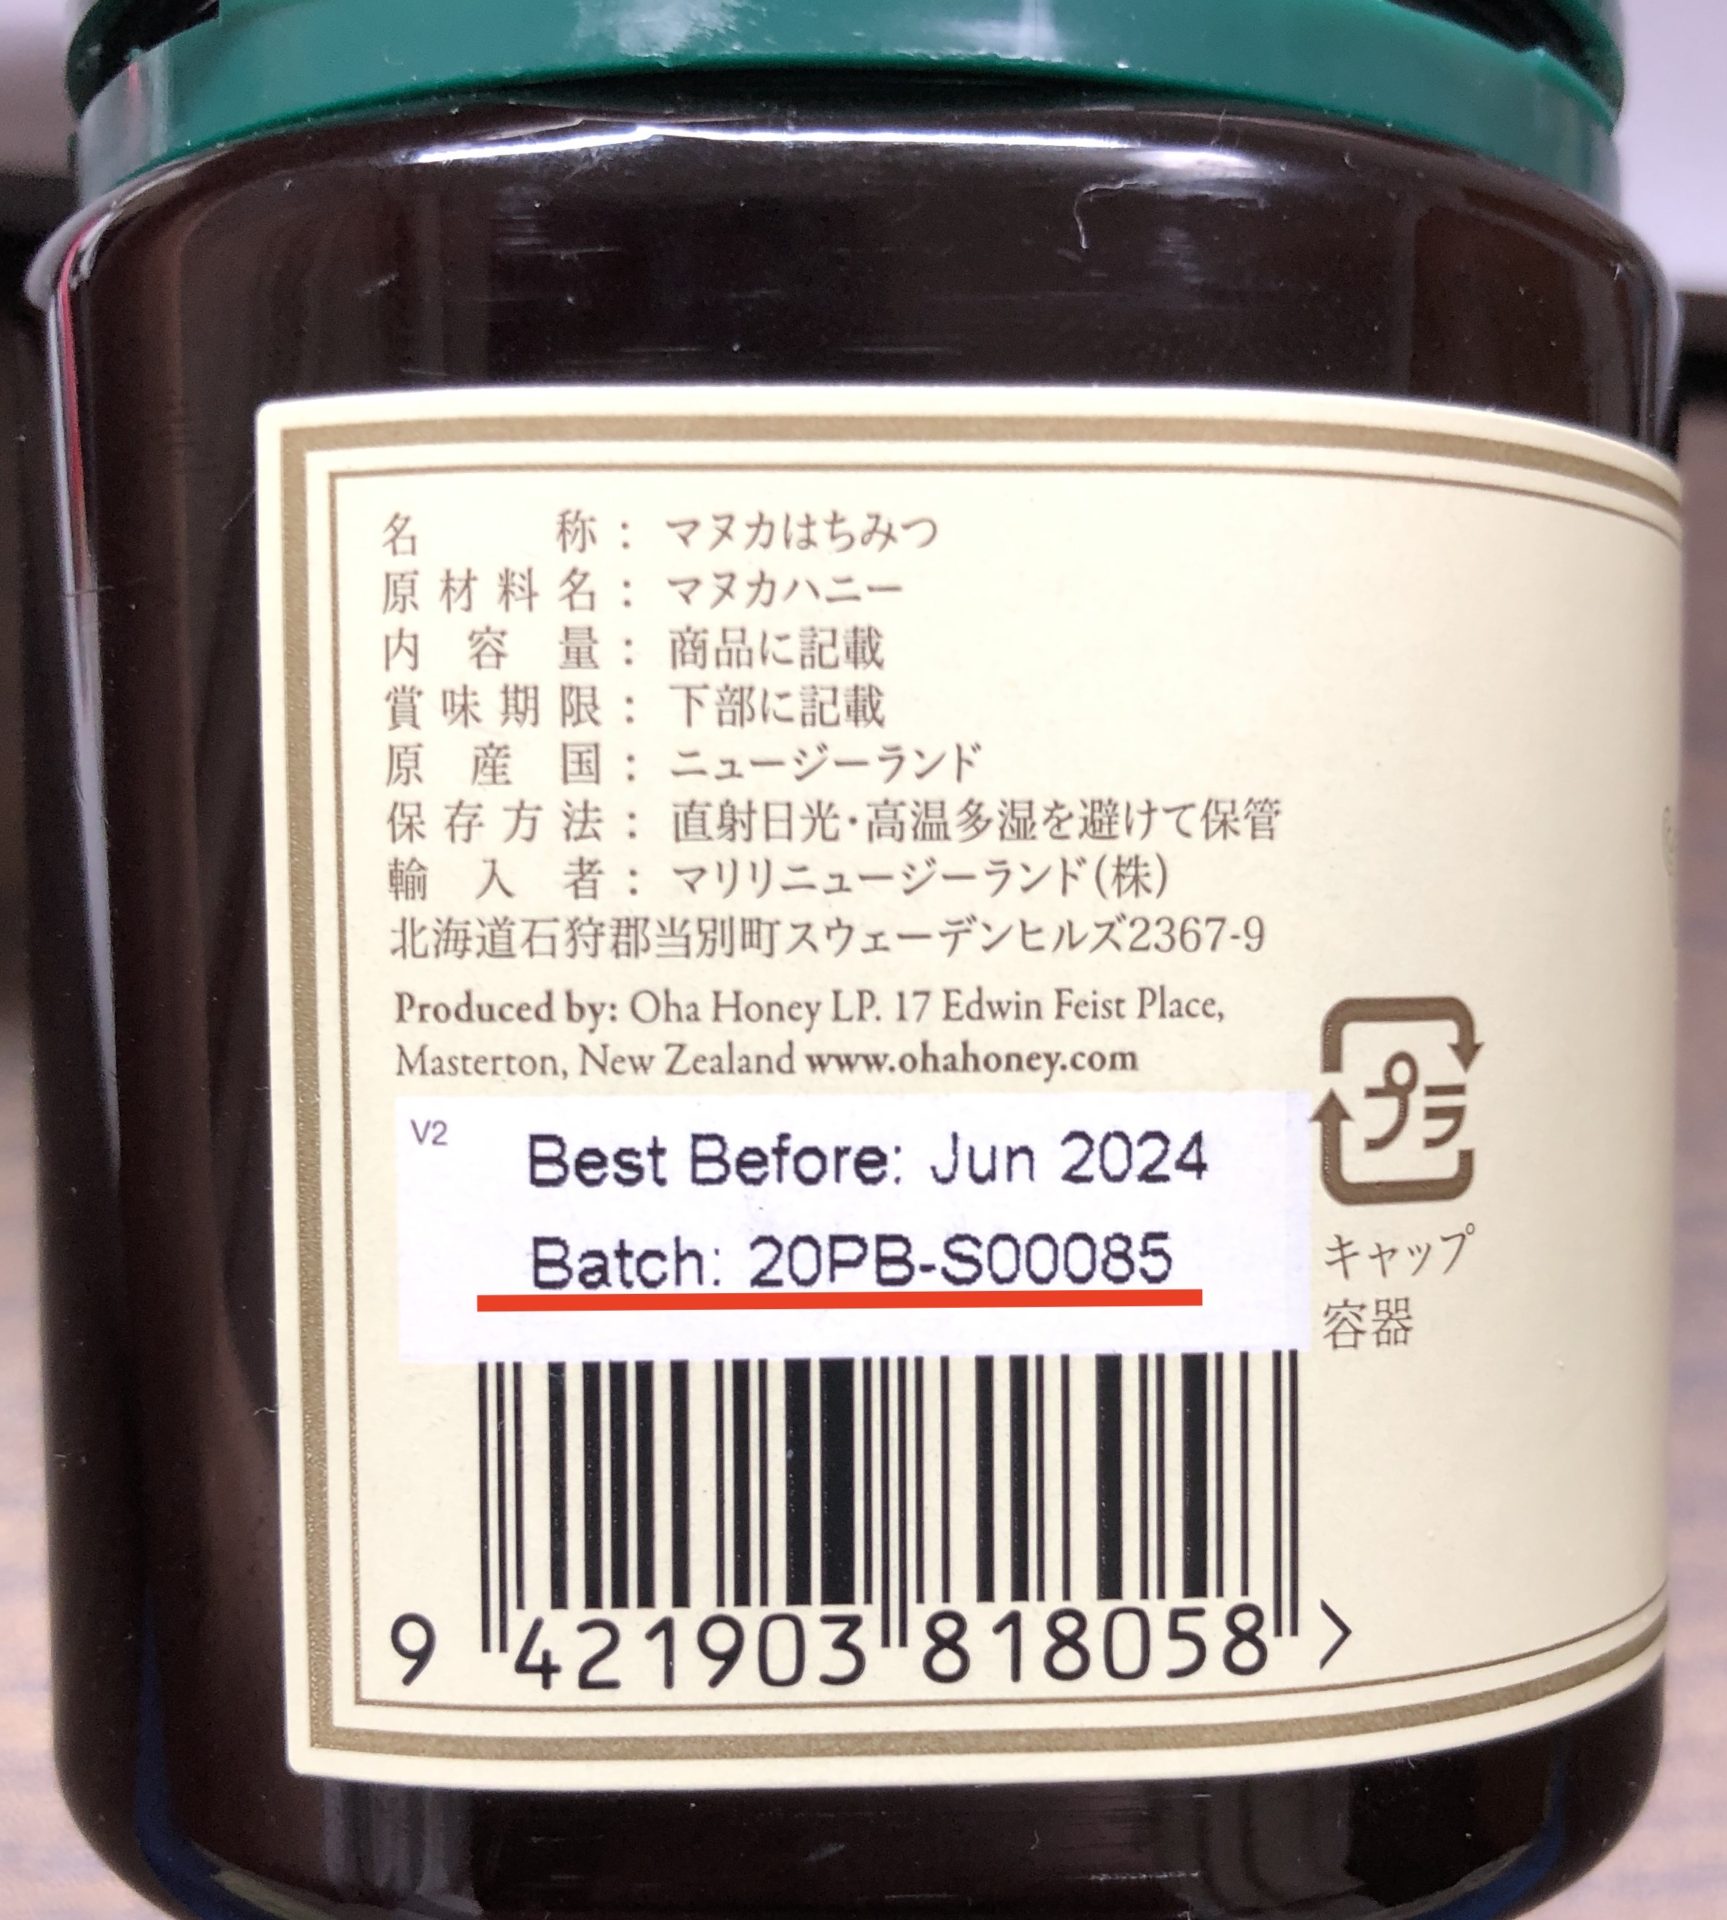 名称：マヌカはちみつ
原材料名：マヌカハニー
内容量：商品に記載
賞味期限：下部に記載
原産国：ニュージーランド
保存方法：直射日光・高温多湿を避けて保管
輸入者：マリリニュージーランド(株)
北海道石狩郡当別町スウェーデンヒルズ2367-9
Produced by: Oha Honey LP. 17 Edwin Feist Place,
Masterton, New Zealand www.ohahoney.com
V2
Best Before: Jun 2024
Batch: 20PB-S00085
プラ
キャップ
容器
9 421903 818058 >